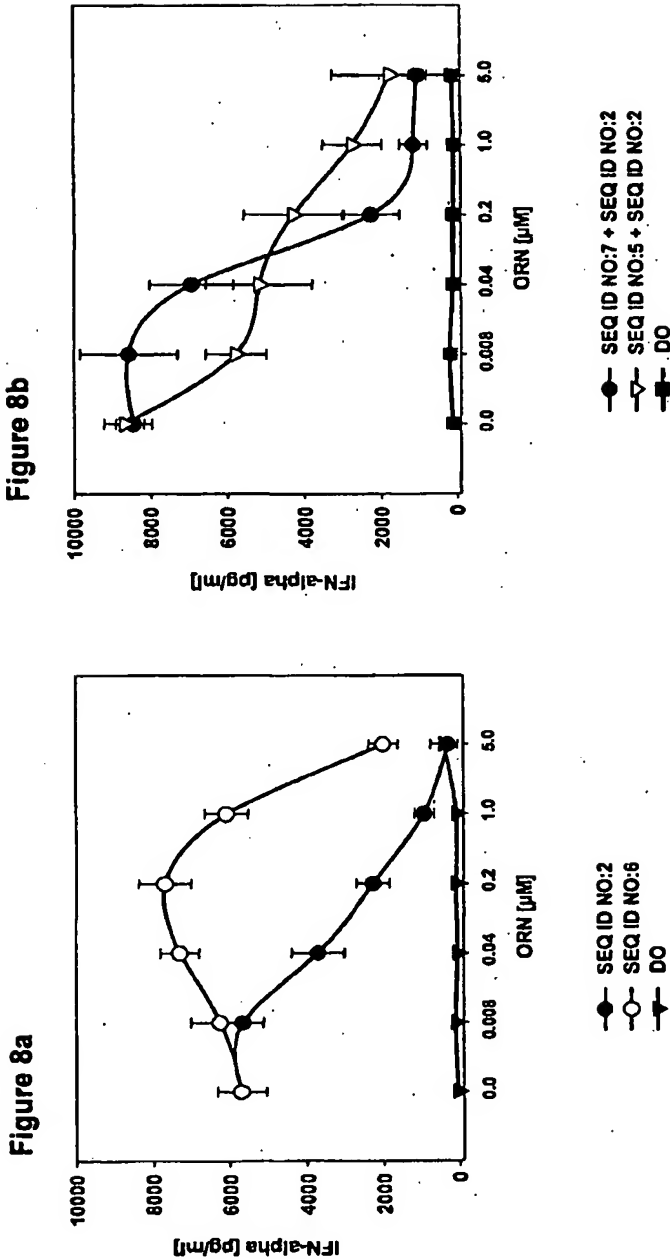 Figure 8a
IFN-alpha [pg/ml]
10000
8000
6000
4000
2000
0
0.0
0.008
0.04
0.2
1.0
5.0
ORN [µM]
SEQ ID NO:2
SEQ ID NO:6
DO
Figure 8b
IFN-alpha [pg/ml]
10000
8000
6000
4000
2000
0
0.0
0.008
0.04
0.2
1.0
5.0
ORN [µM]
SEQ ID NO:7 + SEQ ID NO:2
SEQ ID NO:5 + SEQ ID NO:2
DO